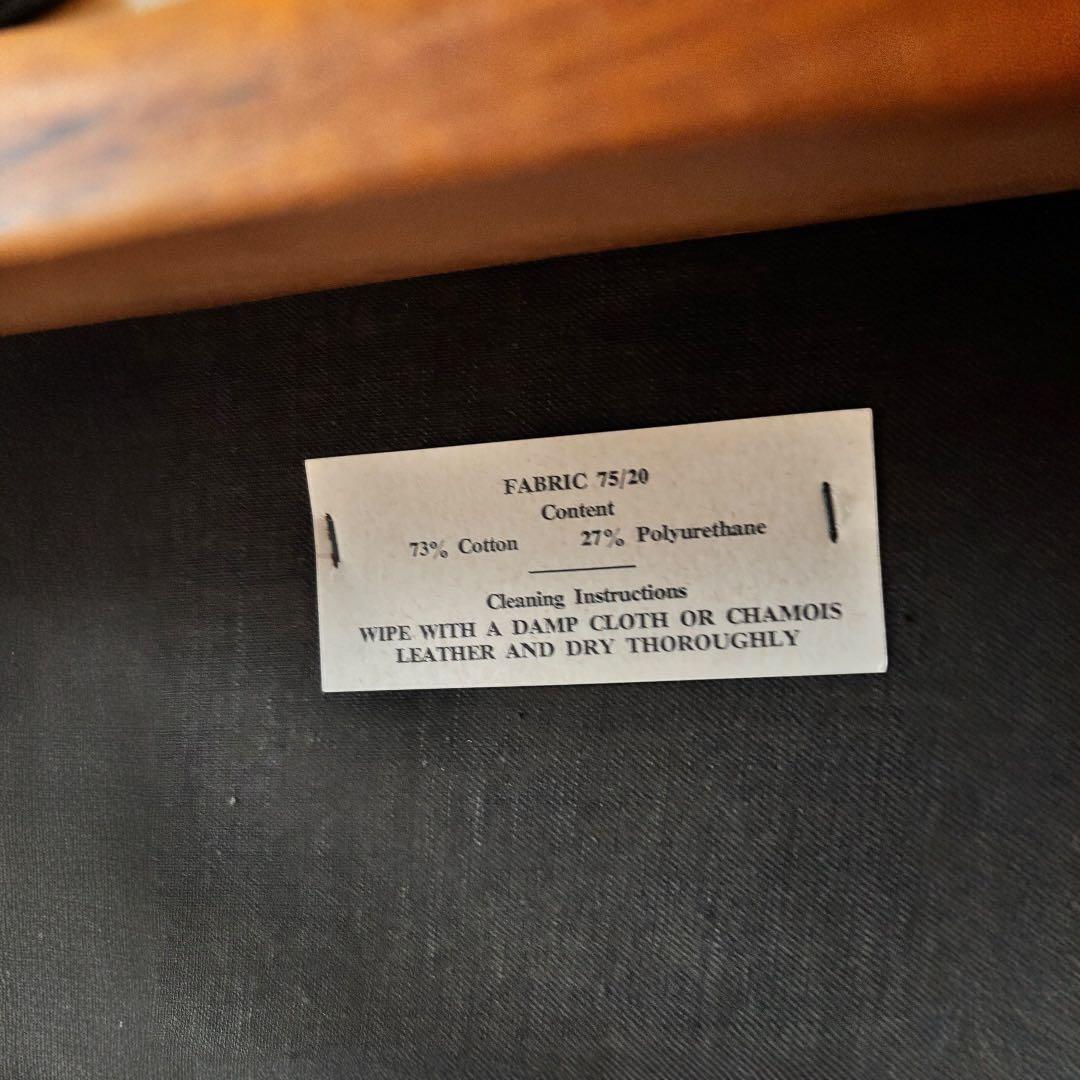 FABRIC 75/20
Content
73% Cotton 27% Polyurethane
Cleaning Instructions
WIPE WITH A DAMP CLOTH OR CHAMOIS
LEATHER AND DRY THOROUGHLY